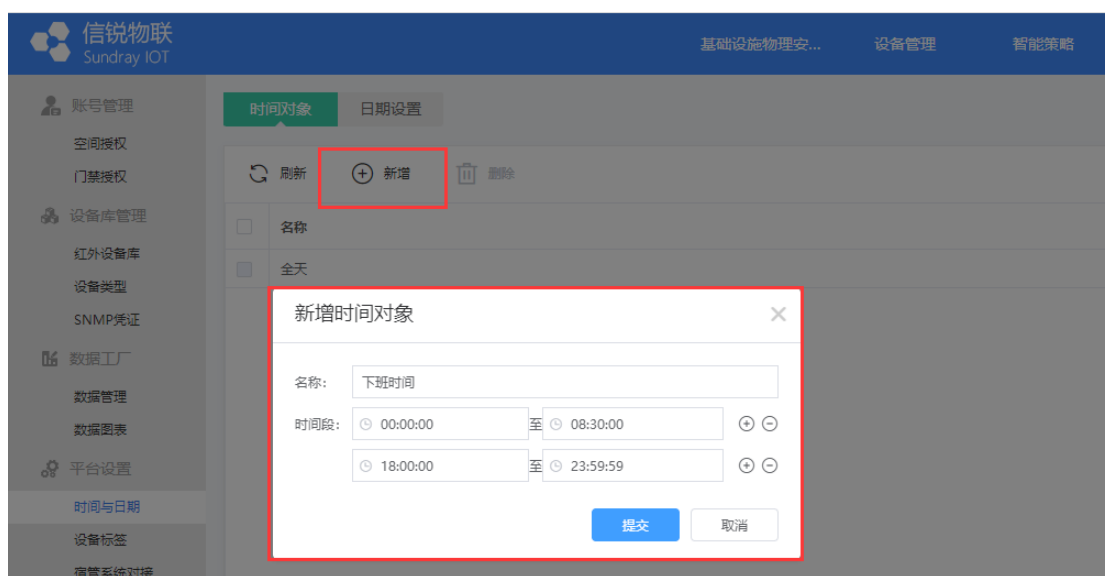 信锐物联
Sundray IOT
基础设施物理安...
设备管理
智能策略
账号管理
空间授权
门禁授权
设备库管理
红外设备库
设备类型
SNMP凭证
数据工厂
数据管理
数据图表
平台设置
时间与日期
设备标签
宿管系统对接
时间对象
日期设置
刷新
新增
删除
名称
全天
新增时间对象
名称: 下班时间
时间段: 00:00:00 至 08:30:00
18:00:00 至 23:59:59
提交
取消